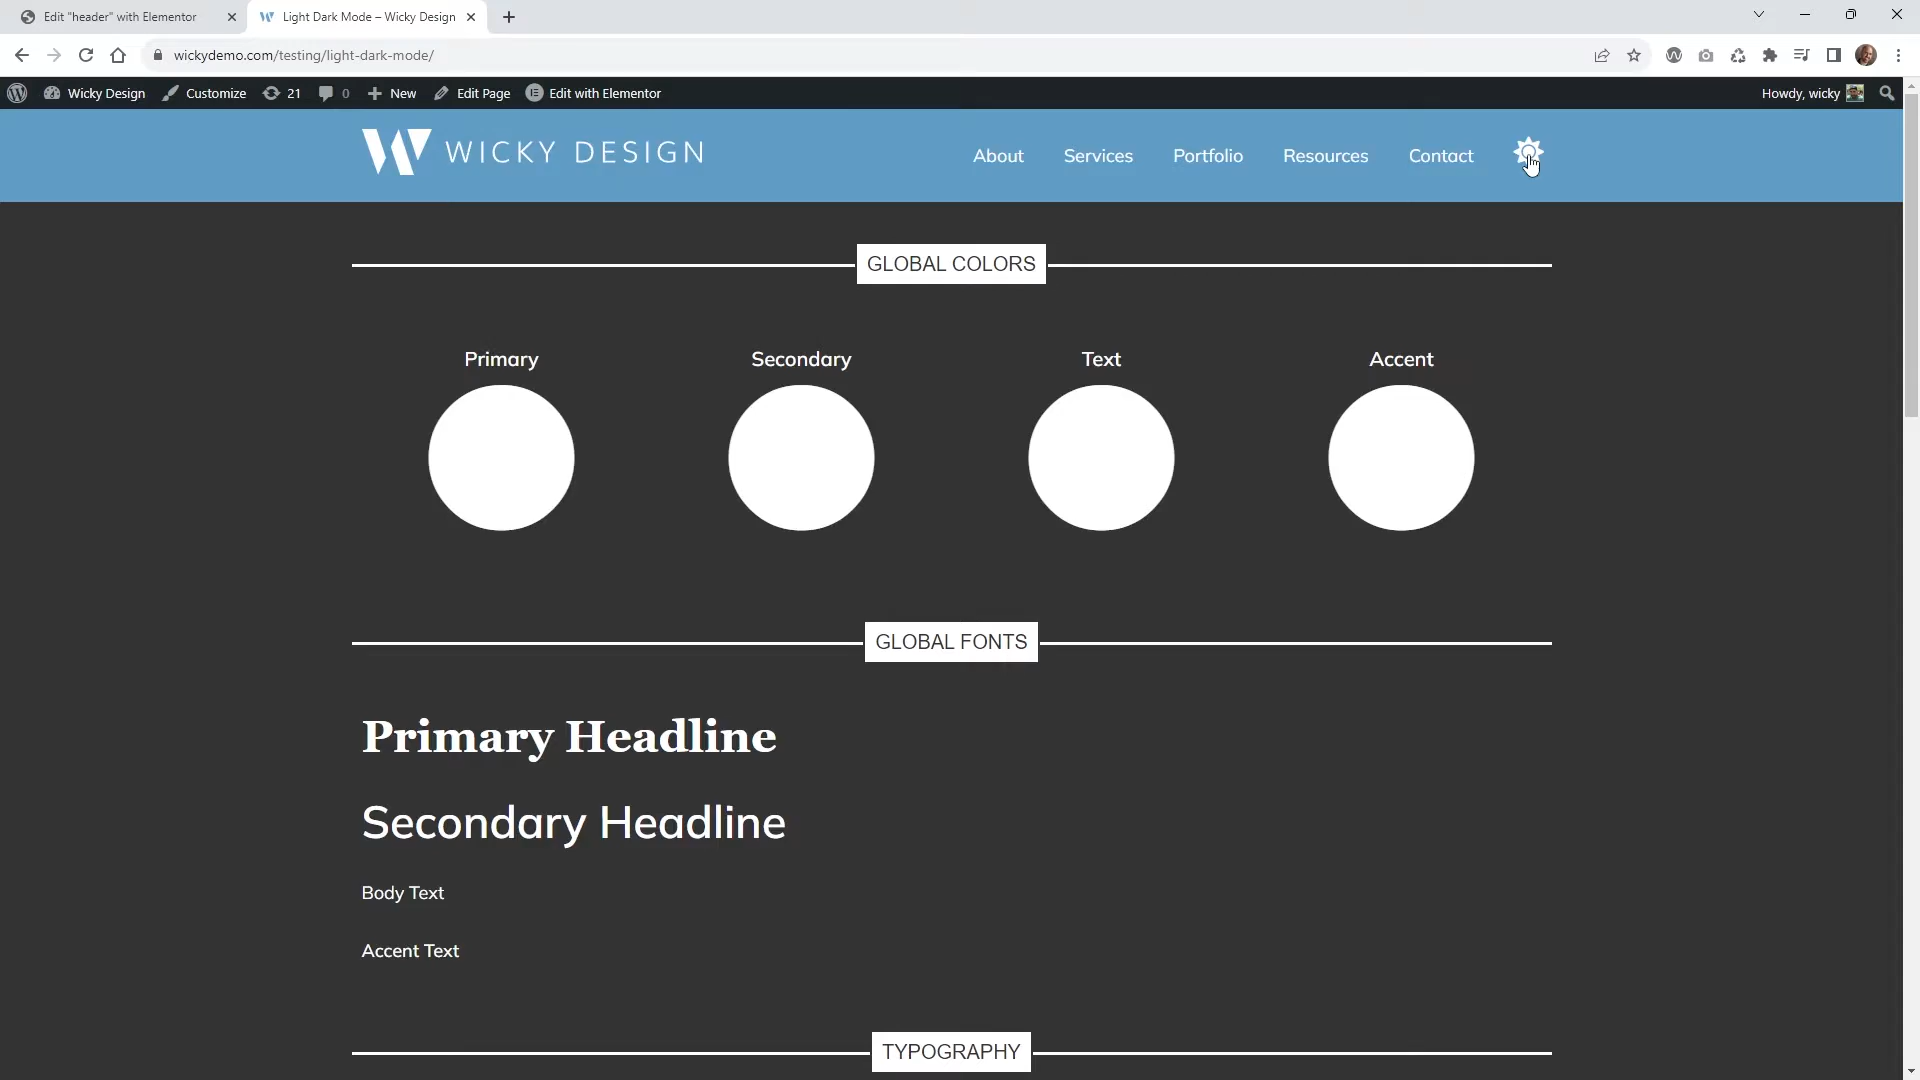 Edit "header" with Elementor
Light Dark Mode – Wicky Design
wickydemo.com/testing/light-dark-mode/
Wicky Design
Customize
21
0
New
Edit Page
Edit with Elementor
Howdy, wicky
WICKY DESIGN
About
Services
Portfolio
Resources
Contact
GLOBAL COLORS
Primary
Secondary
Text
Accent
GLOBAL FONTS
Primary Headline
Secondary Headline
Body Text
Accent Text
TYPOGRAPHY